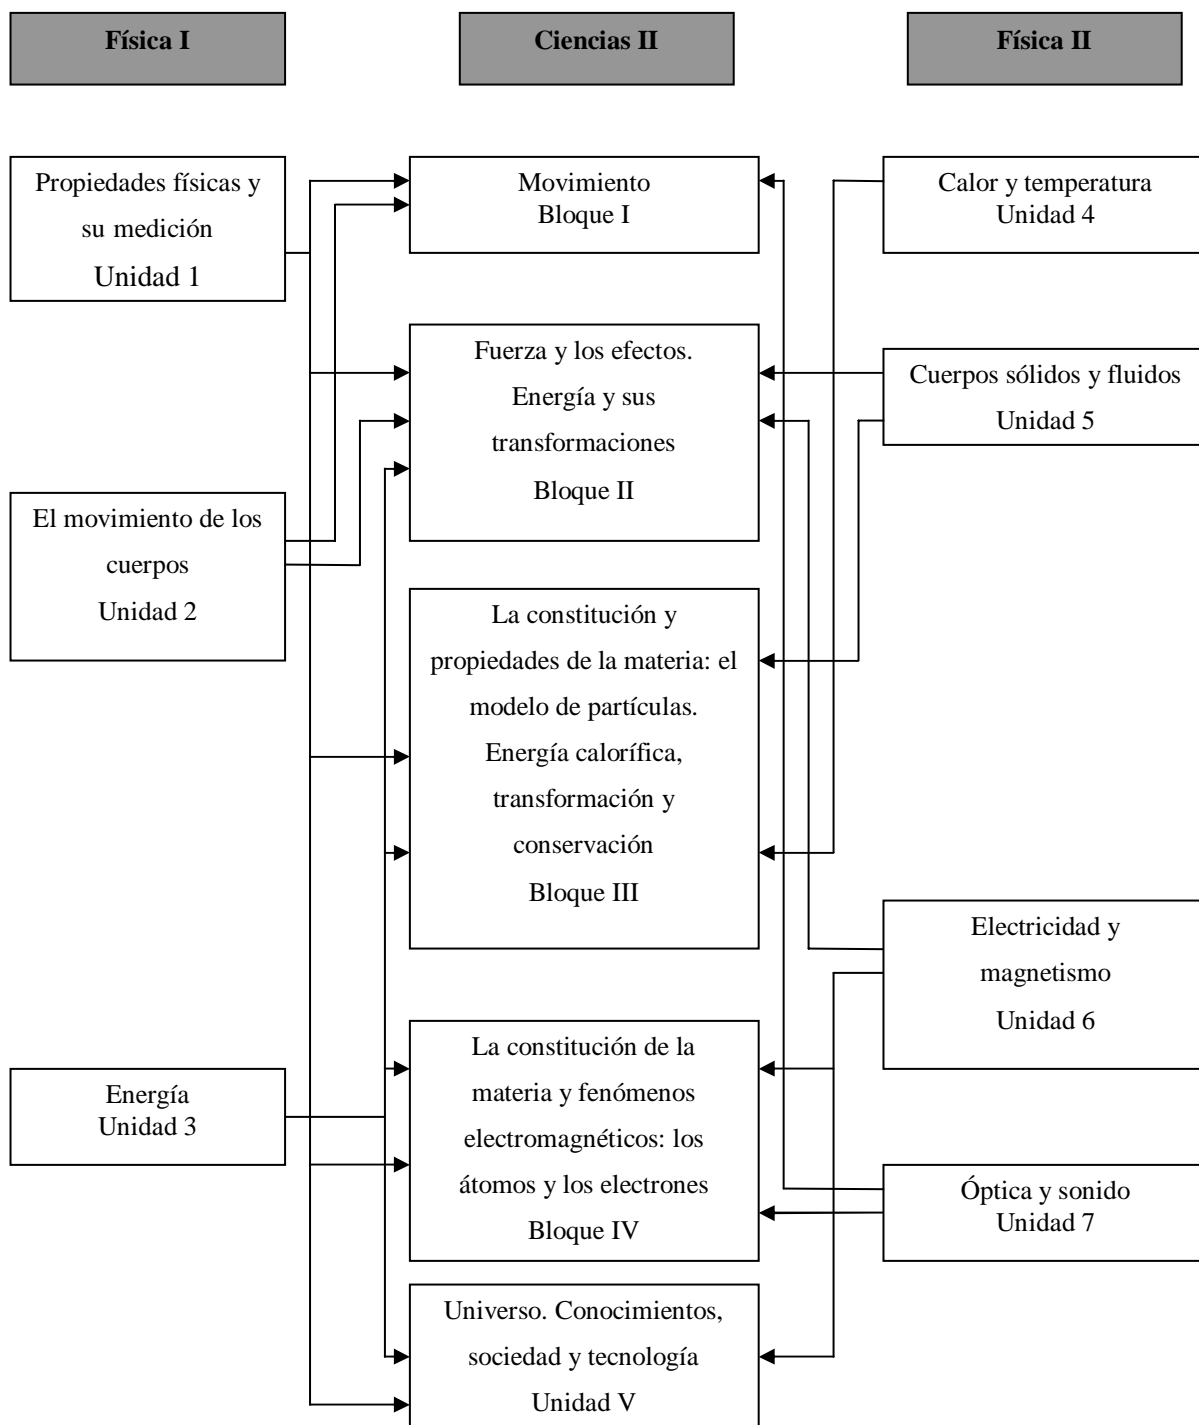 Física I
Ciencias II
Física II
Propiedades físicas y
su medición
Unidad 1
Movimiento
Bloque I
Calor y temperatura
Unidad 4
Fuerza y los efectos.
Energía y sus
transformaciones
Bloque II
Cuerpos sólidos y fluidos
Unidad 5
El movimiento de los
cuerpos
Unidad 2
La constitución y
propiedades de la materia: el
modelo de partículas.
Energía calorífica,
transformación y
conservación
Bloque III
Electricidad y
magnetismo
Unidad 6
Energía
Unidad 3
La constitución de la
materia y fenómenos
electromagnéticos: los
átomos y los electrones
Bloque IV
Óptica y sonido
Unidad 7
Universo. Conocimientos,
sociedad y tecnología
Unidad V